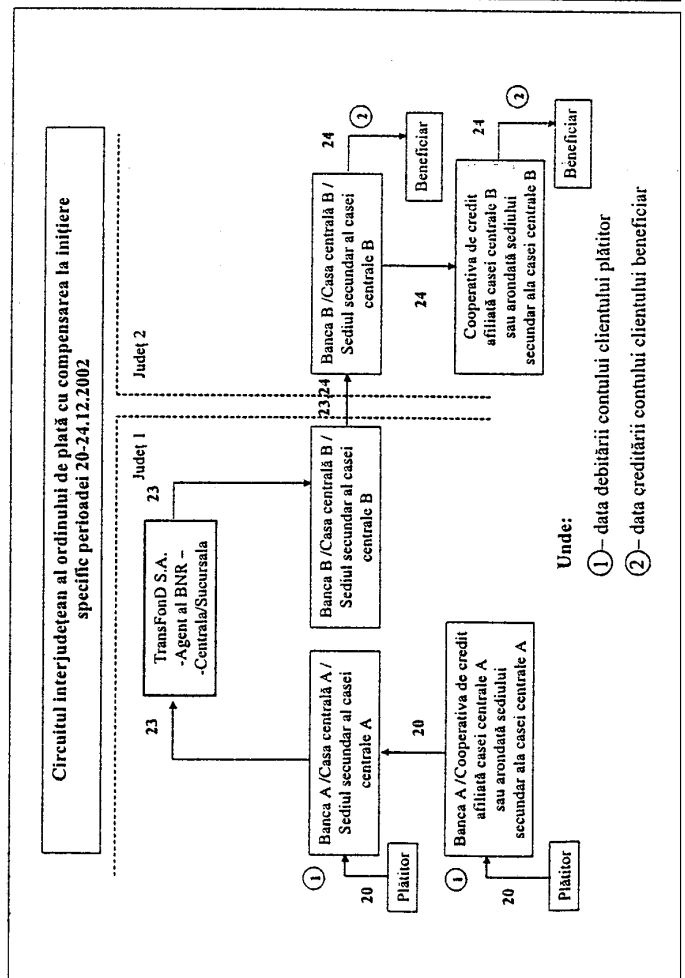 Circuitul interjudeţean al ordinului de plată cu compensarea la iniţiere
specific perioadei 20-24.12.2002
Judeţ 1
Judeţ 2
TransFonD S.A.
-Agent al BNR –
-Centrala/Sucursala
23
23
Banca A /Casa centrală A /
Sediul secundar al casei
centrale A
Banca B /Casa centrală B /
Sediul secundar al casei
centrale B
23,24
Banca B /Casa centrală B /
Sediul secundar al casei
centrale B
24
2
Beneficiar
1
20
Plătitor
20
24
Banca A /Cooperativa de credit
afiliată casei centrale A
sau arondată sediului
secundar ala casei centrale A
1
20
Plătitor
Cooperativa de credit
afiliată casei centrale B
sau arondată sediului
secundar ala casei centrale B
24
2
Beneficiar
Unde:
1 – data debitării contului clientului plătitor
2 – data creditării contului clientului beneficiar